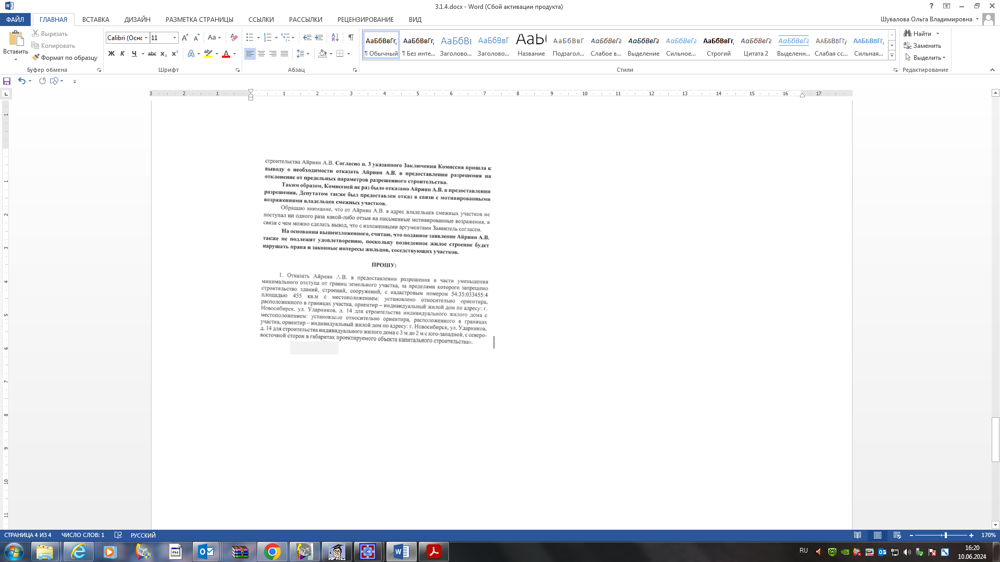 3.1.4.docx - Word (Сбой активации продукта)
ФАЙЛ ГЛАВНАЯ ВСТАВКА ДИЗАЙН РАЗМЕТКА СТРАНИЦЫ ССЫЛКИ РАССЫЛКИ РЕЦЕНЗИРОВАНИЕ ВИД Шувалова Ольга Владимировна
Вставить
Вырезать
Копировать
Формат по образцу
Буфер обмена
Calibri (Оснс 11
Шрифт
Абзац
АаБбВвГг, АаБбВвГг, АаБбВв АаБбВвГ АаЬ АаБбВвГ АаБбВвГг АаБбВвГг АаБбВвГг АаБбВвГг, АаБбВвГг АаБбВвГг ААБбВвГг, ААБбВвГг,
¶ Обычный ¶ Без инте... Заголово... Заголово... Название Подзагол... Слабое в... Выделение Сильное... Строгий Цитата 2 Выделенн... Слабая сс... Сильная...
Стили
Найти
Заменить
Выделить
Редактирование
3 2 1 1 2 3 4 5 6 7 8 9 10 11 12 13 14 15 16 17
строительства Айриян А.В. Согласно п. 3 указанного Заключения Комиссия пришла к
выводу о необходимости отказать Айриян А.В. в предоставлении разрешения на
отклонение от предельных параметров разрешенного строительства.
Таким образом, Комиссией не раз было отказано Айриян А.В. в предоставлении
разрешения, Депутатом также был предоставлен отказ в связи с мотивированными
возражениями владельцев смежных участков.
Обращаю внимание, что от Айриян А.В. в адрес владельцев смежных участков не
поступал ни одного раза какой-либо отзыв на письменные мотивированные возражения, в
связи с чем можно сделать вывод, что с изложенными аргументами Заявитель согласен.
На основании вышеизложенного, считаю, что поданное заявление Айриян А.В.
также не подлежит удовлетворению, поскольку возведенное жилое строение будет
нарушать права и законные интересы жильцов, соседствующих участков.
ПРОШУ:
1. Отказать Айриян А.В. в предоставлении разрешения в части уменьшения
минимального отступа от границ земельного участка, за пределами которого запрещено
строительство зданий, строений, сооружений, с кадастровым номером 54:35:033455:4
площадью 455 кв.м с местоположением: установлено относительно ориентира,
расположенного в границах участка, ориентир – индивидуальный жилой дом по адресу: г.
Новосибирск, ул. Ударников, д. 14 для строительства индивидуального жилого дома с
местоположением: установлено относительно ориентира, расположенного в границах
участка, ориентир – индивидуальный жилой дом по адресу: г. Новосибирск, ул. Ударников,
д. 14 для строительства индивидуального жилого дома с 3 м до 2 м с юго-западной, с северо-
восточной сторон в габаритах проектируемого объекта капитального строительства».
СТРАНИЦА 4 ИЗ 4 ЧИСЛО СЛОВ: 1 РУССКИЙ 170%
RU 16:20
10.06.2024